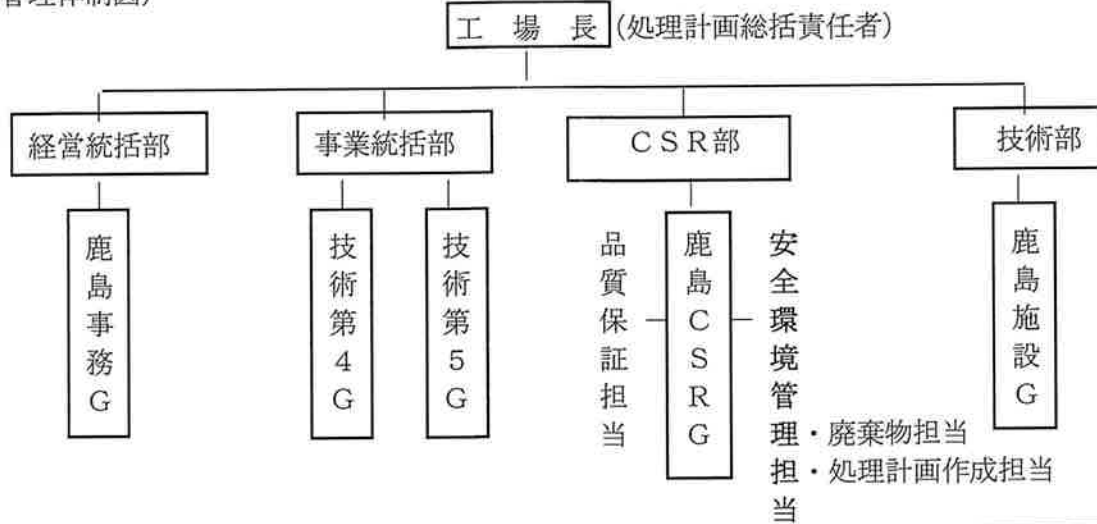 管理体制図）
工場長（処理計画総括責任者）
経営統括部
事業統括部
ＣＳＲ部
技術部
鹿島事務Ｇ
技術第４Ｇ
技術第５Ｇ
品質保証担当
鹿島ＣＳＲＧ
安全環境管理担当
・廃棄物担当
・処理計画作成担当
鹿島施設Ｇ